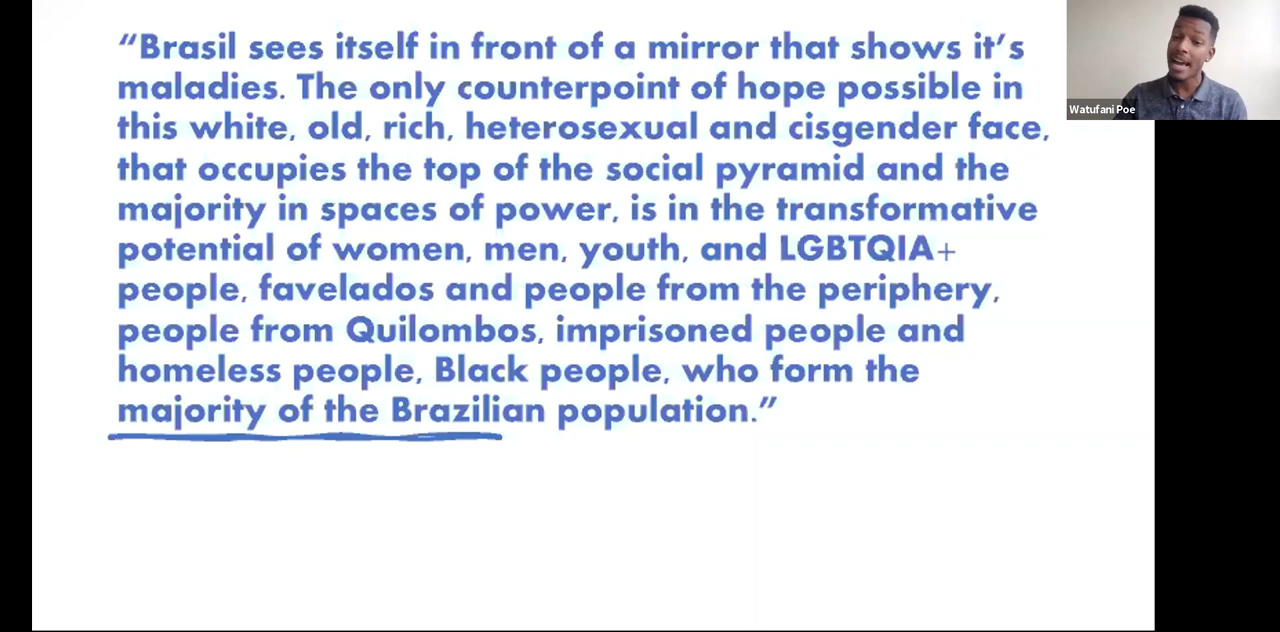 “Brasil sees itself in front of a mirror that shows it’s
maladies. The only counterpoint of hope possible in
this white, old, rich, heterosexual and cisgender face,
that occupies the top of the social pyramid and the
majority in spaces of power, is in the transformative
potential of women, men, youth, and LGBTQIA+
people, favelados and people from the periphery,
people from Quilombos, imprisoned people and
homeless people, Black people, who form the
majority of the Brazilian population.”
Watufani Poe